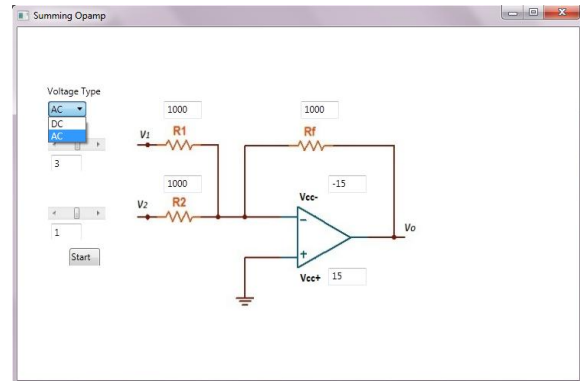 Summing Opamp
Voltage Type
AC
DC
AC
3
1
Start
1000
V1
R1
1000
V2
R2
1000
Rf
-15
Vcc-
Vo
Vcc+
15